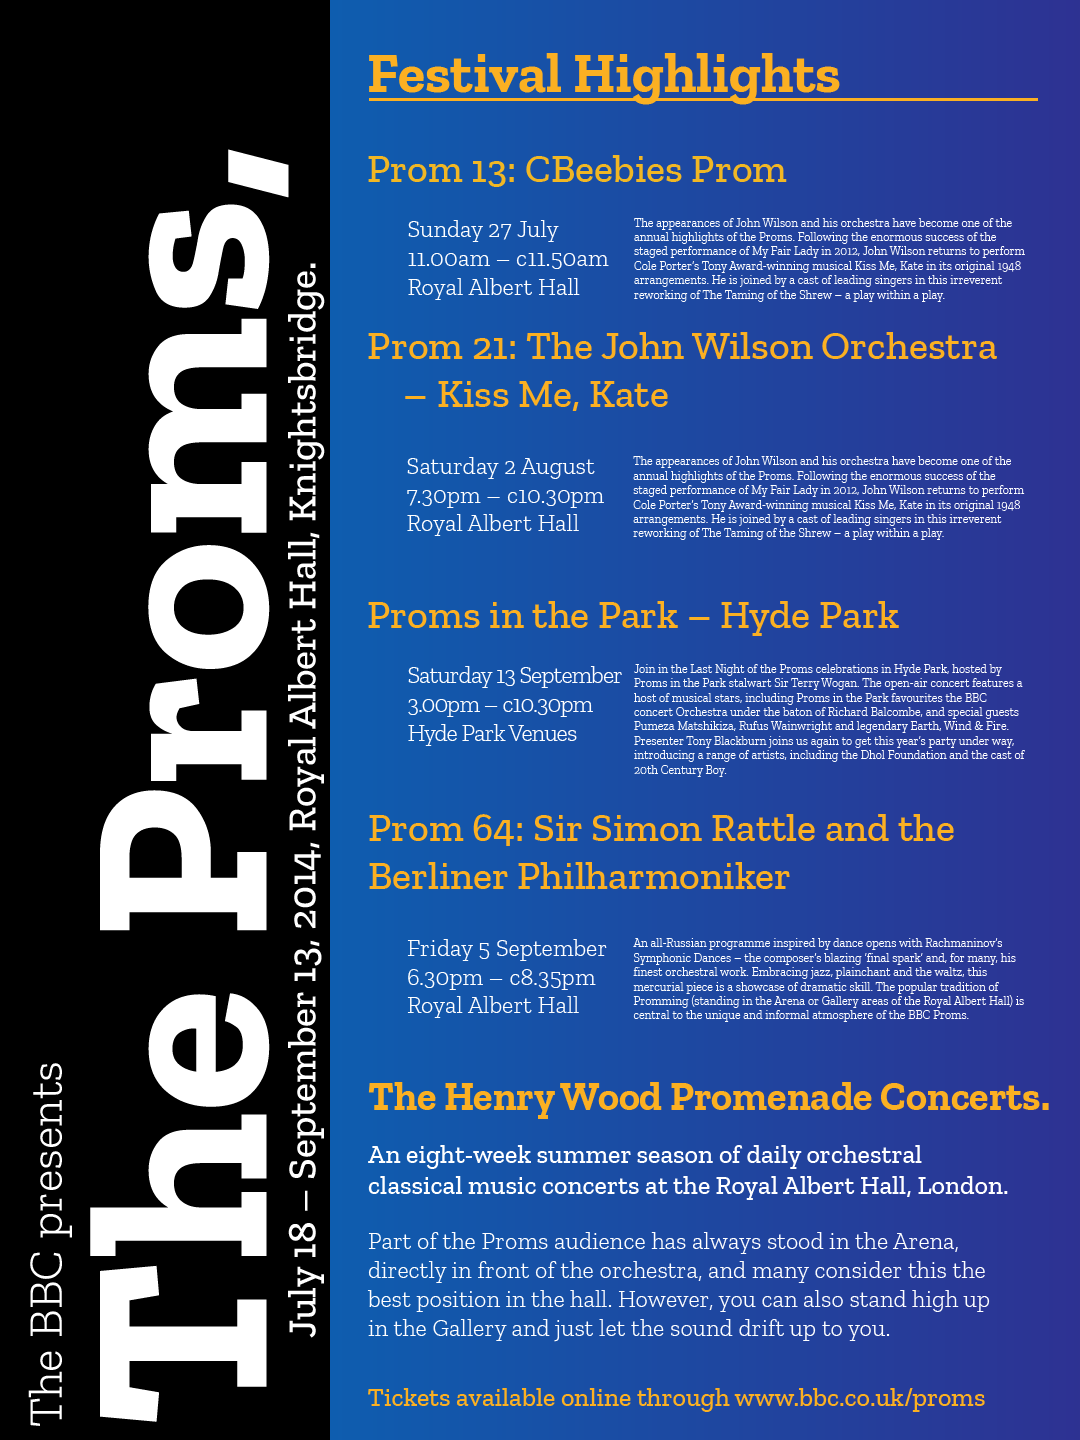 The BBC presents
The Proms,
July 18 – September 13, 2014, Royal Albert Hall, Knightsbridge.
Festival Highlights
Prom 13: CBeebies Prom
Sunday 27 July
11.00am – c11.50am
Royal Albert Hall
The appearances of John Wilson and his orchestra have become one of the
annual highlights of the Proms. Following the enormous success of the
staged performance of My Fair Lady in 2012, John Wilson returns to perform
Cole Porter's Tony Award-winning musical Kiss Me, Kate in its original 1948
arrangements. He is joined by a cast of leading singers in this irreverent
reworking of The Taming of the Shrew – a play within a play.
Prom 21: The John Wilson Orchestra
– Kiss Me, Kate
Saturday 2 August
7.30pm – c10.30pm
Royal Albert Hall
The appearances of John Wilson and his orchestra have become one of the
annual highlights of the Proms. Following the enormous success of the
staged performance of My Fair Lady in 2012, John Wilson returns to perform
Cole Porter's Tony Award-winning musical Kiss Me, Kate in its original 1948
arrangements. He is joined by a cast of leading singers in this irreverent
reworking of The Taming of the Shrew – a play within a play.
Proms in the Park – Hyde Park
Saturday 13 September
3.00pm – c10.30pm
Hyde Park Venues
Join in the Last Night of the Proms celebrations in Hyde Park, hosted by
Proms in the Park stalwart Sir Terry Wogan. The open-air concert features a
host of musical stars, including Proms in the Park favourites the BBC
concert Orchestra under the baton of Richard Balcombe, and special guests
Pumeza Matshikiza, Rufus Wainwright and legendary Earth, Wind & Fire.
Presenter Tony Blackburn joins us again to get this year's party under way,
introducing a range of artists, including the Dhol Foundation and the cast of
20th Century Boy.
Prom 64: Sir Simon Rattle and the
Berliner Philharmoniker
Friday 5 September
6.30pm – c8.35pm
Royal Albert Hall
An all-Russian programme inspired by dance opens with Rachmaninov's
Symphonic Dances – the composer's blazing 'final spark' and, for many, his
finest orchestral work. Embracing jazz, plainchant and the waltz, this
mercurial piece is a showcase of dramatic skill. The popular tradition of
Promming (standing in the Arena or Gallery areas of the Royal Albert Hall) is
central to the unique and informal atmosphere of the BBC Proms.
The Henry Wood Promenade Concerts.
An eight-week summer season of daily orchestral
classical music concerts at the Royal Albert Hall, London.
Part of the Proms audience has always stood in the Arena,
directly in front of the orchestra, and many consider this the
best position in the hall. However, you can also stand high up
in the Gallery and just let the sound drift up to you.
Tickets available online through www.bbc.co.uk/proms